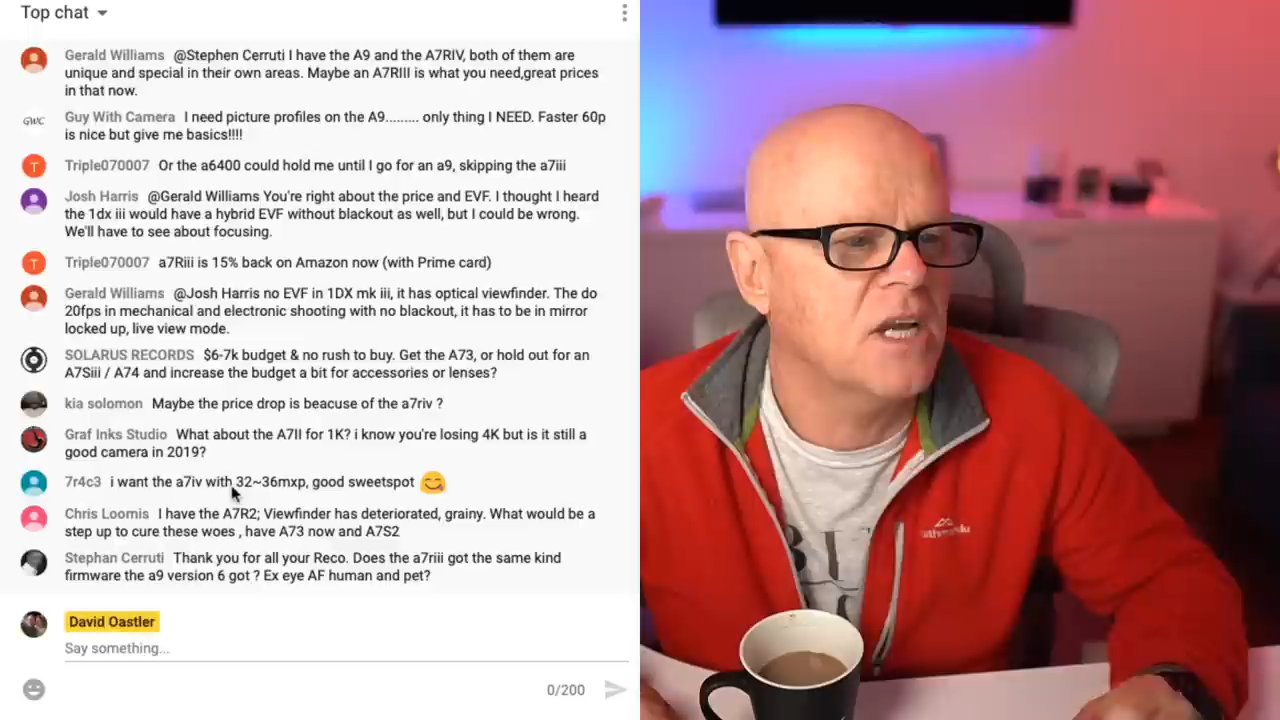 Top chat
Gerald Williams @Stephen Cerruti I have the A9 and the A7RIV, both of them are
unique and special in their own areas. Maybe an A7RIII is what you need,great prices
in that now.
GWC Guy With Camera I need picture profiles on the A9......... only thing I NEED. Faster 60p
is nice but give me basics!!!!
T Triple070007 Or the a6400 could hold me until I go for an a9, skipping the a7iii
Josh Harris @Gerald Williams You're right about the price and EVF. I thought I heard
the 1dx iii would have a hybrid EVF without blackout as well, but I could be wrong.
We'll have to see about focusing.
T Triple070007 a7Riii is 15% back on Amazon now (with Prime card)
Gerald Williams @Josh Harris no EVF in 1DX mk iii, it has optical viewfinder. The do
20fps in mechanical and electronic shooting with no blackout, it has to be in mirror
locked up, live view mode.
SOLARUS RECORDS $6-7k budget & no rush to buy. Get the A73, or hold out for an
A7Siii / A74 and increase the budget a bit for accessories or lenses?
kia solomon Maybe the price drop is beacuse of the a7riv ?
Graf Inks Studio What about the A7II for 1K? i know you're losing 4K but is it still a
good camera in 2019?
7r4c3 i want the a7iv with 32~36mxp, good sweetspot 😋
Chris Loomis I have the A7R2; Viewfinder has deteriorated, grainy. What would be a
step up to cure these woes , have A73 now and A7S2
Stephan Cerruti Thank you for all your Reco. Does the a7riii got the same kind
firmware the a9 version 6 got ? Ex eye AF human and pet?
David Oastler
Say something...
0/200